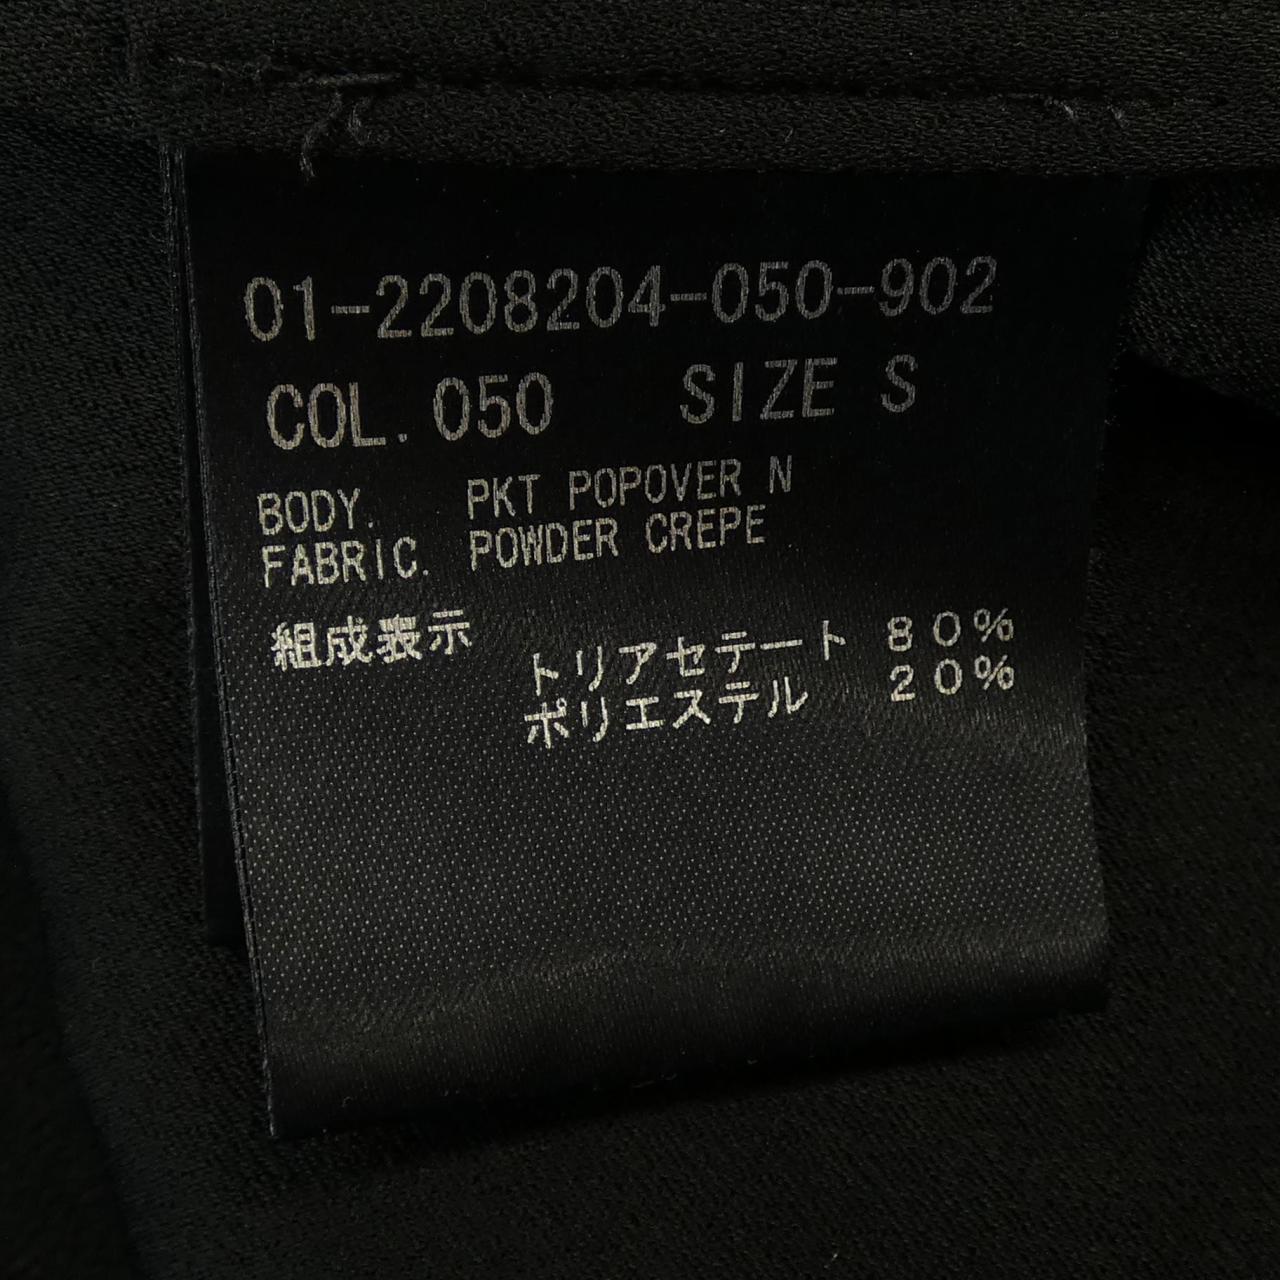 01-2208204-050-902
COL. 050 SIZE S
BODY. PKT POPOVER N
FABRIC. POWDER CREPE
組成表示
トリアセテート 80%
ポリエステル 20%